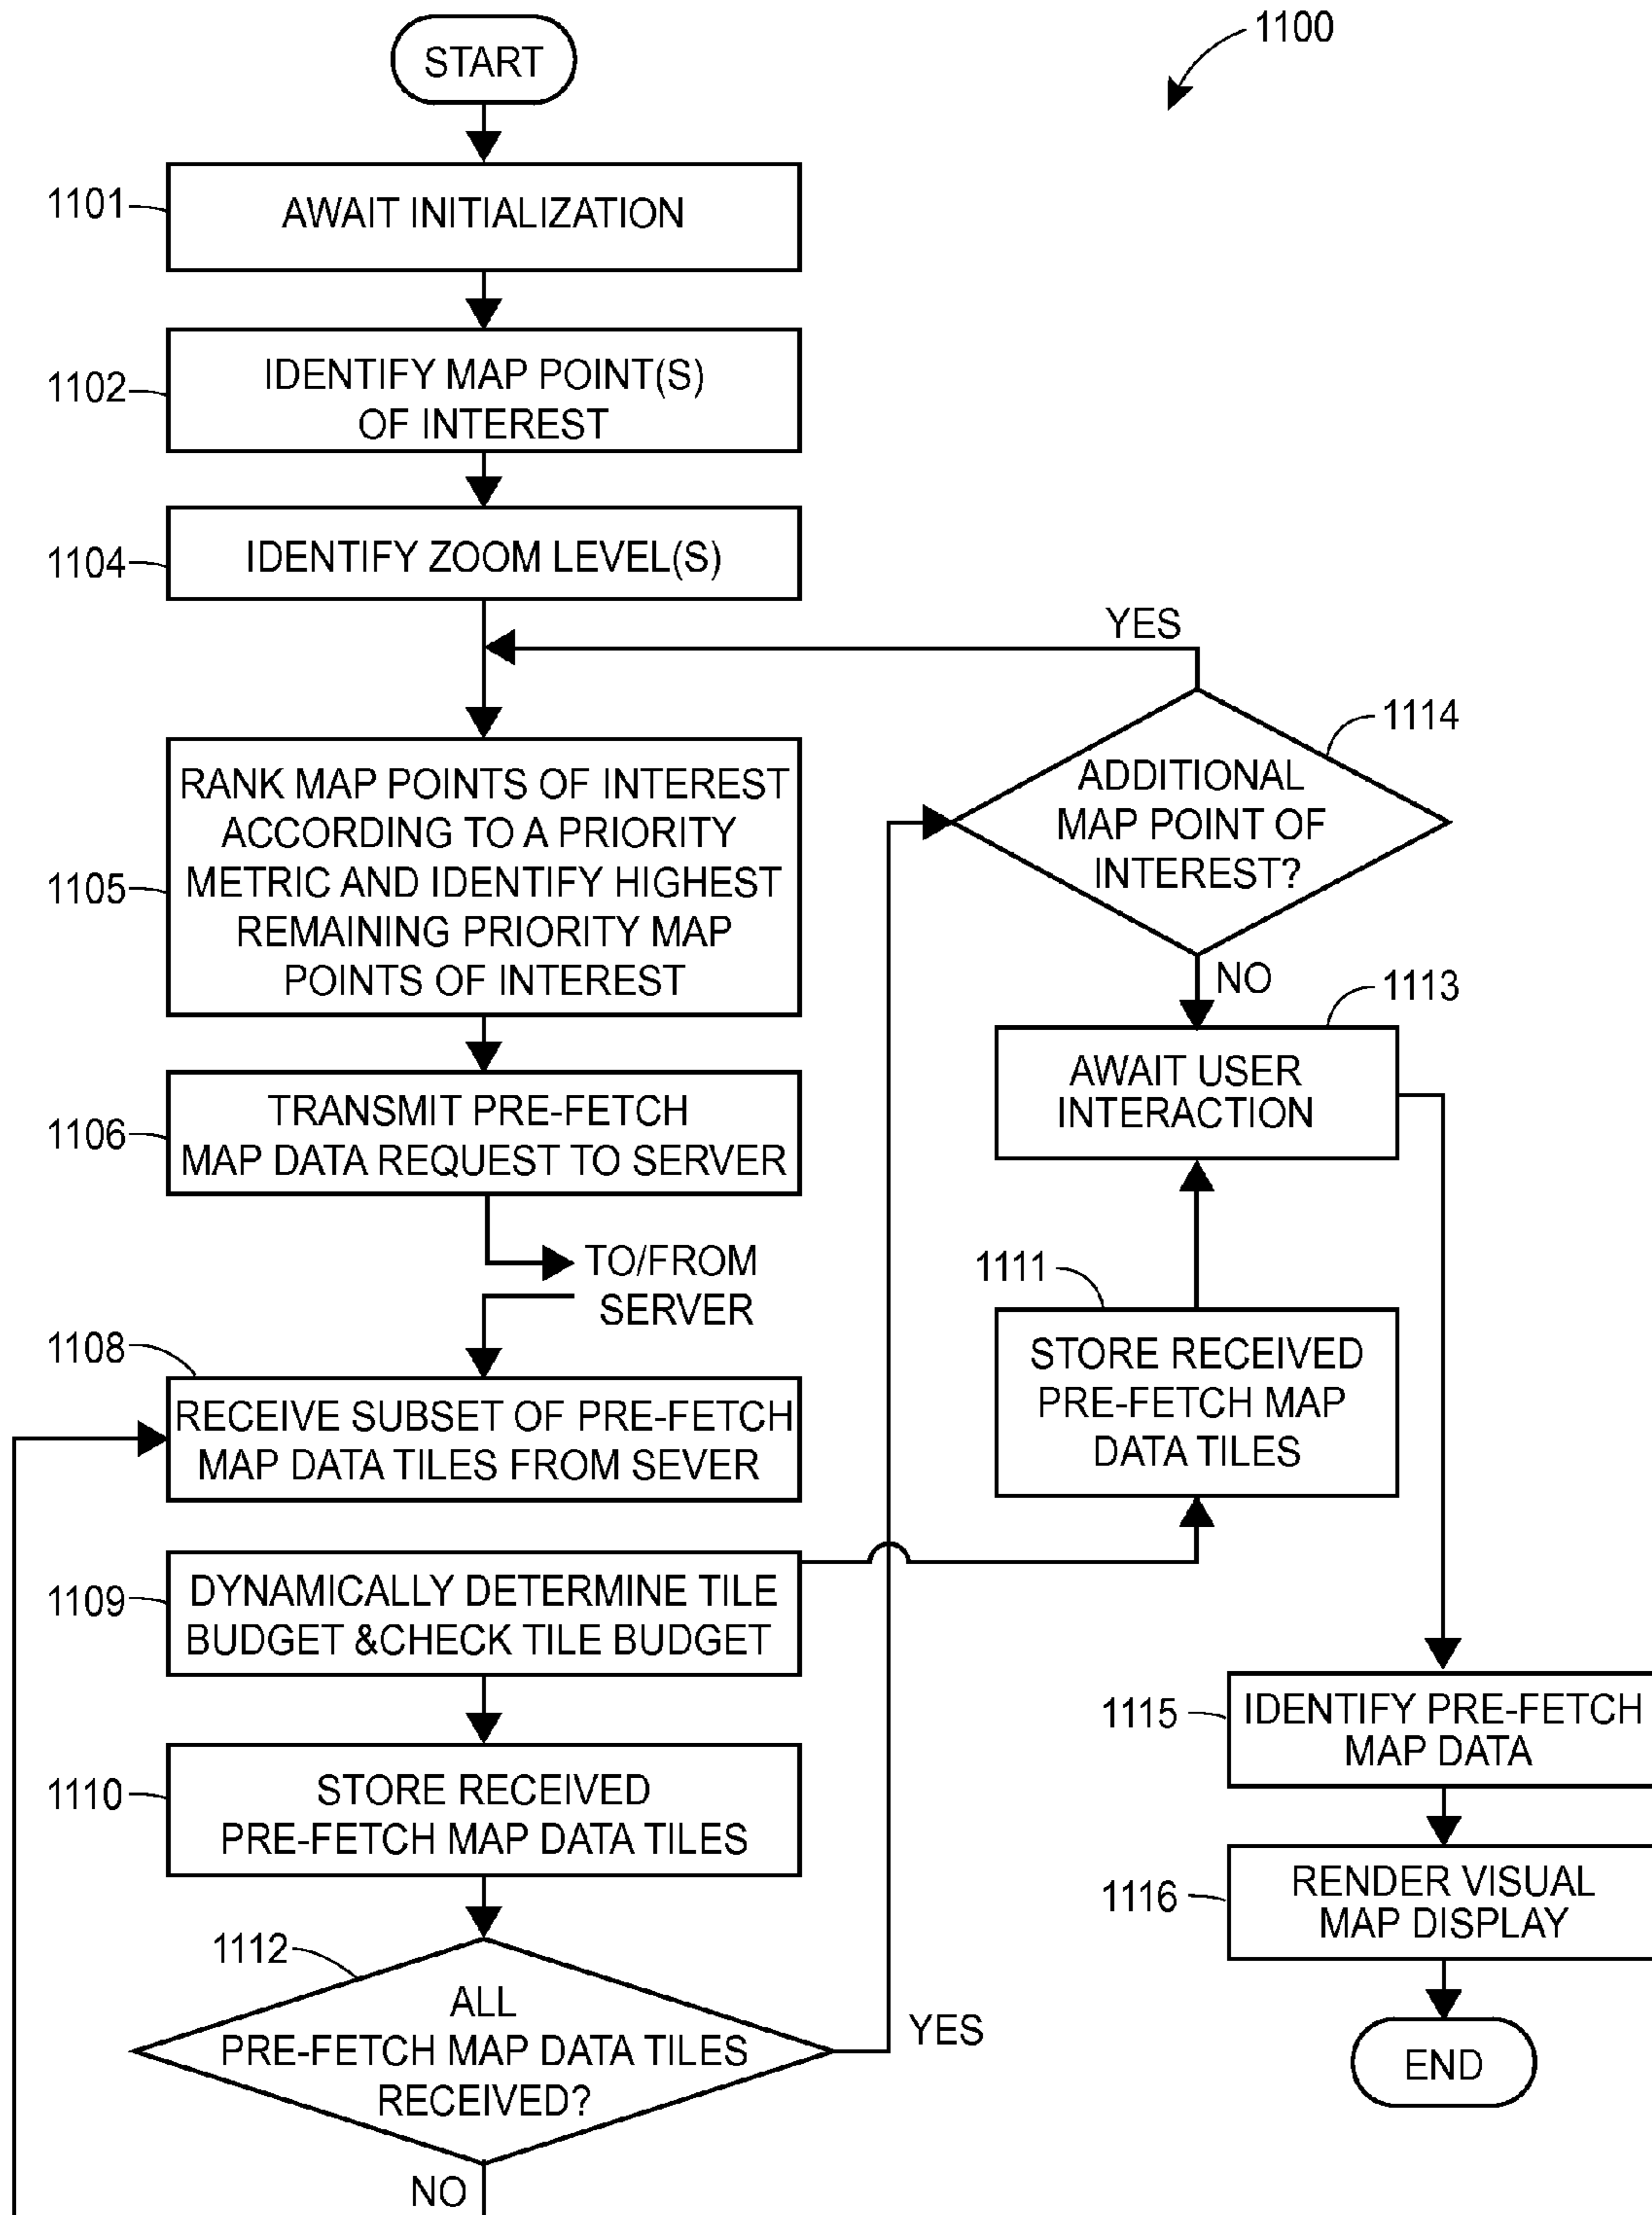 1100
START
1101
AWAIT INITIALIZATION
1102
IDENTIFY MAP POINT(S)
OF INTEREST
1104
IDENTIFY ZOOM LEVEL(S)
YES
1114
ADDITIONAL
MAP POINT OF
INTEREST?
1105
RANK MAP POINTS OF INTEREST
ACCORDING TO A PRIORITY
METRIC AND IDENTIFY HIGHEST
REMAINING PRIORITY MAP
POINTS OF INTEREST
NO
1113
AWAIT USER
INTERACTION
1106
TRANSMIT PRE-FETCH
MAP DATA REQUEST TO SERVER
TO/FROM
SERVER
1111
STORE RECEIVED
PRE-FETCH MAP
DATA TILES
1108
RECEIVE SUBSET OF PRE-FETCH
MAP DATA TILES FROM SEVER
1109
DYNAMICALLY DETERMINE TILE
BUDGET &CHECK TILE BUDGET
1115
IDENTIFY PRE-FETCH
MAP DATA
1110
STORE RECEIVED
PRE-FETCH MAP DATA TILES
1116
RENDER VISUAL
MAP DISPLAY
1112
ALL
PRE-FETCH MAP DATA TILES
RECEIVED?
YES
END
NO